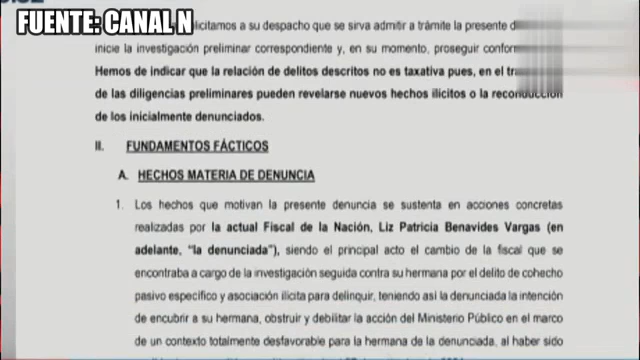 FUENTE: CANAL N
licitamos a su despacho que se sirva admitir a trámite la presente
inicie la investigación preliminar correspondiente y, en su momento, proseguir
Hemos de indicar que la relación de delitos descritos no es taxativa pues, en el
de las diligencias preliminares pueden revelarse nuevos hechos ilícitos o la reconducción
de los inicialmente denunciados.
II. FUNDAMENTOS FÁCTICOS
A. HECHOS MATERIA DE DENUNCIA
1. Los hechos que motivan la presente denuncia se sustenta en acciones concretas
realizadas por la actual Fiscal de la Nación, Liz Patricia Benavides Vargas (en
adelante, "la denunciada"), siendo el principal acto el cambio de la fiscal que se
encontraba a cargo de la investigación seguida contra su hermana por el delito de cohecho
pasivo específico y asociación ilícita para delinquir, teniendo así la denunciada la intención
de encubrir a su hermana, obstruir y debilitar la acción del Ministerio Público en el marco
de un contexto totalmente desfavorable para la hermana de la denunciada, al haber sido